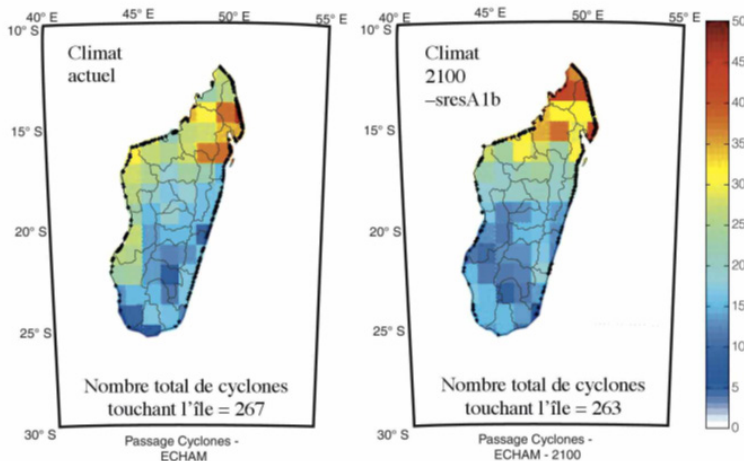 40° E
45° E
50° E
55° E
10° S
15° S
20° S
25° S
30° S
Climat
actuel
Nombre total de cyclones
touchant l'île = 267
Passage Cyclones -
ECHAM
40° E
45° E
50° E
55° E
Climat
2100
–sresA1b
Nombre total de cyclones
touchant l'île = 263
Passage Cyclones -
ECHAM - 2100
10° S
15° S
20° S
25° S
30° S
50
45
40
35
30
25
20
15
10
5
0